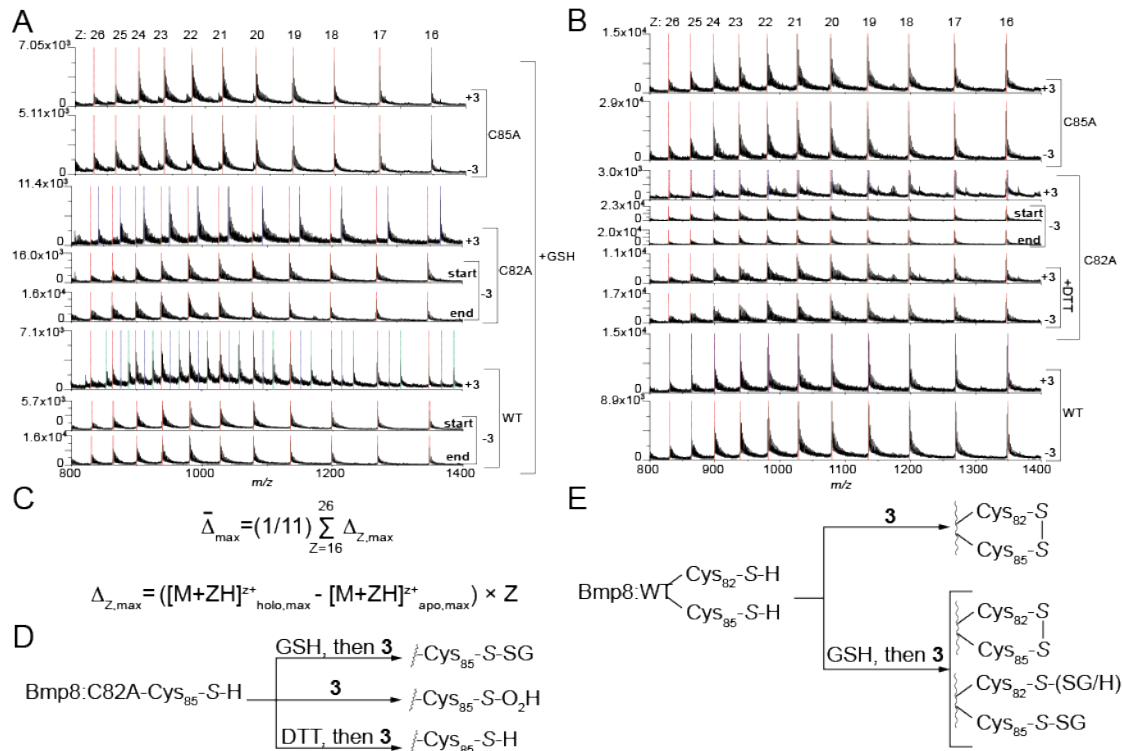 A
Z: 26 25 24 23 22 21 20 19 18 17 16
7.05x10³
0
+3
5.11x10³
0
-3
C85A
11.4x10³
0
+3
16.0x10³
0
start
1.6x10⁴
0
end
-3
C82A
+GSH
7.1x10³
0
+3
5.7x10³
0
0
start
1.6x10⁴
0
end
-3
WT
800 1000 1200 1400
m/z
B
Z: 26 25 24 23 22 21 20 19 18 17 16
1.5x10⁴
0
+3
2.9x10⁴
0
-3
C85A
3.0x10³
0
+3
2.3x10⁴
0
start
2.0x10⁴
0
end
-3
1.1x10⁴
0
+3
1.7x10⁴
0
-3
+DTT
C82A
1.5x10⁴
0
+3
8.9x10³
0
-3
WT
800 900 1000 1100 1200 1300 1400
m/z
C
Δ̄max=(1/11) Σ(Z=16 to 26) ΔZ,max
ΔZ,max=([M+ZH]ᶻ⁺holo,max - [M+ZH]ᶻ⁺apo,max) × Z
D
GSH, then 3
Cys₈₅-S-SG
Bmp8:C82A-Cys₈₅-S-H
3
Cys₈₅-S-O₂H
DTT, then 3
Cys₈₅-S-H
E
3
Cys₈₂-S
Cys₈₅-S
Cys₈₂-S-H
Bmp8:WT
Cys₈₅-S-H
Cys₈₂-S
GSH, then 3
Cys₈₅-S
Cys₈₂-S-(SG/H)
Cys₈₅-S-SG